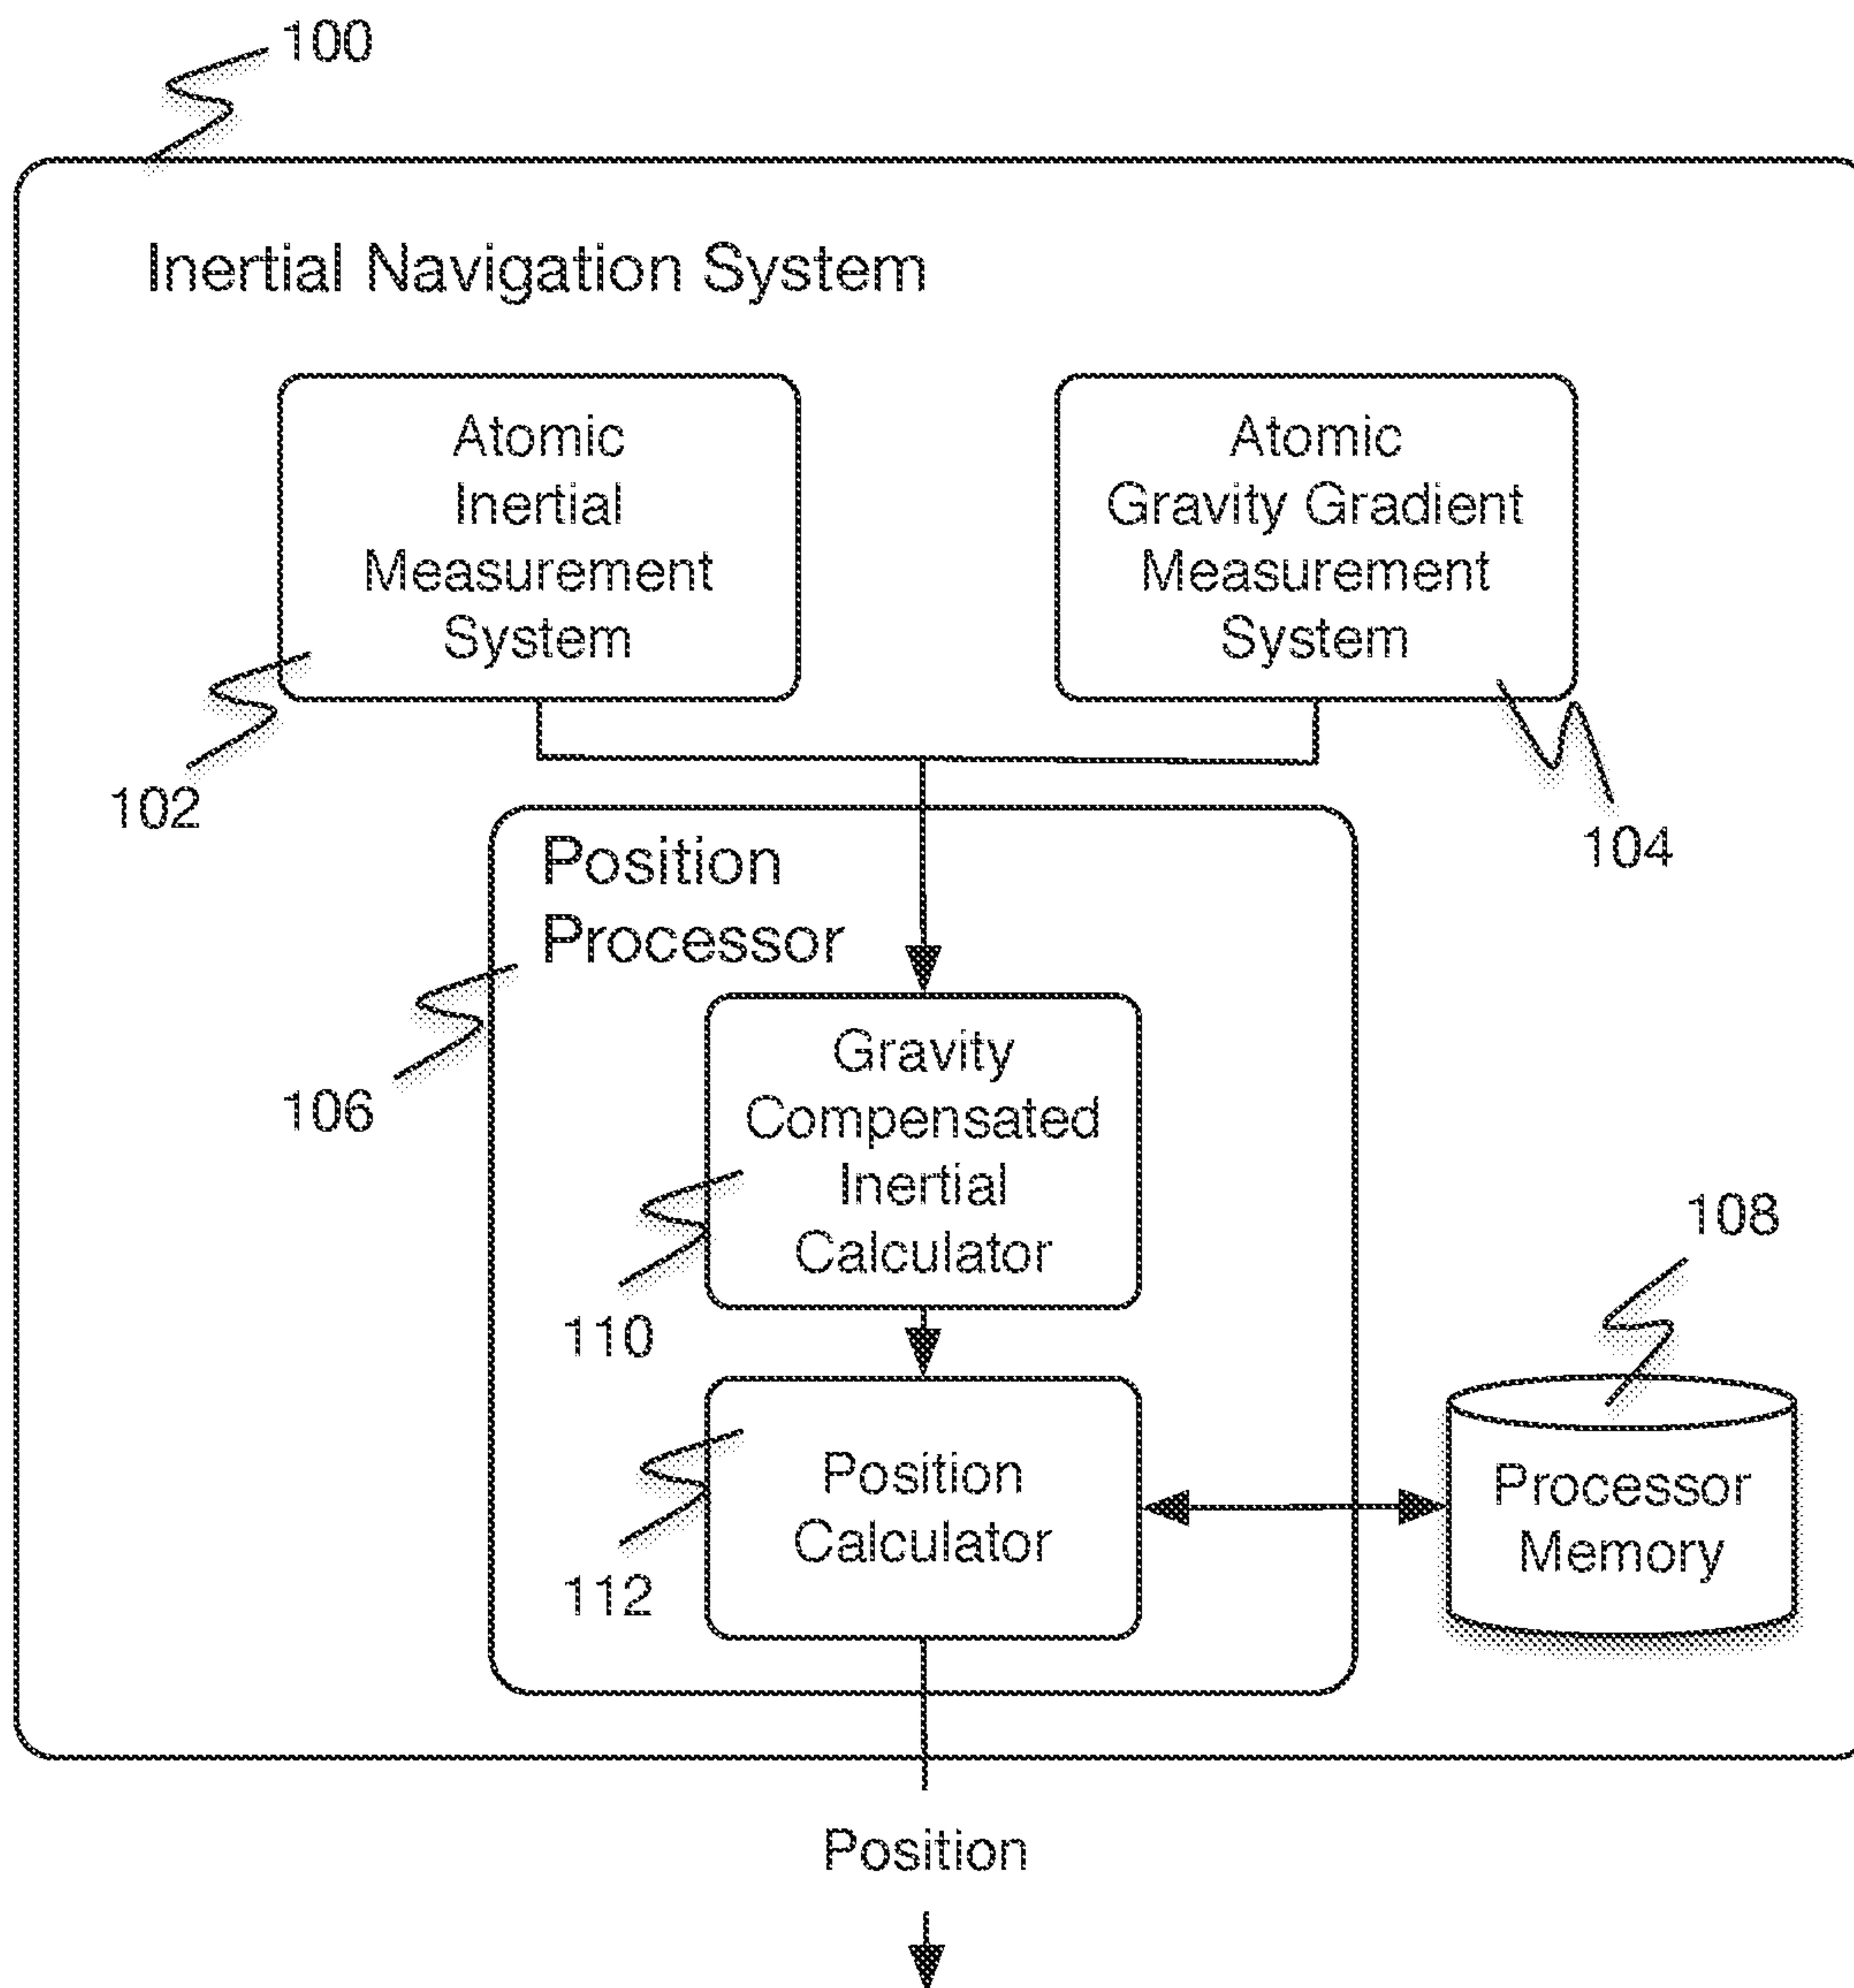 100
Inertial Navigation System
Atomic
Inertial
Measurement
System
Atomic
Gravity Gradient
Measurement
System
102
104
Position
Processor
106
Gravity
Compensated
Inertial
Calculator
110
108
Position
Calculator
112
Processor
Memory
Position